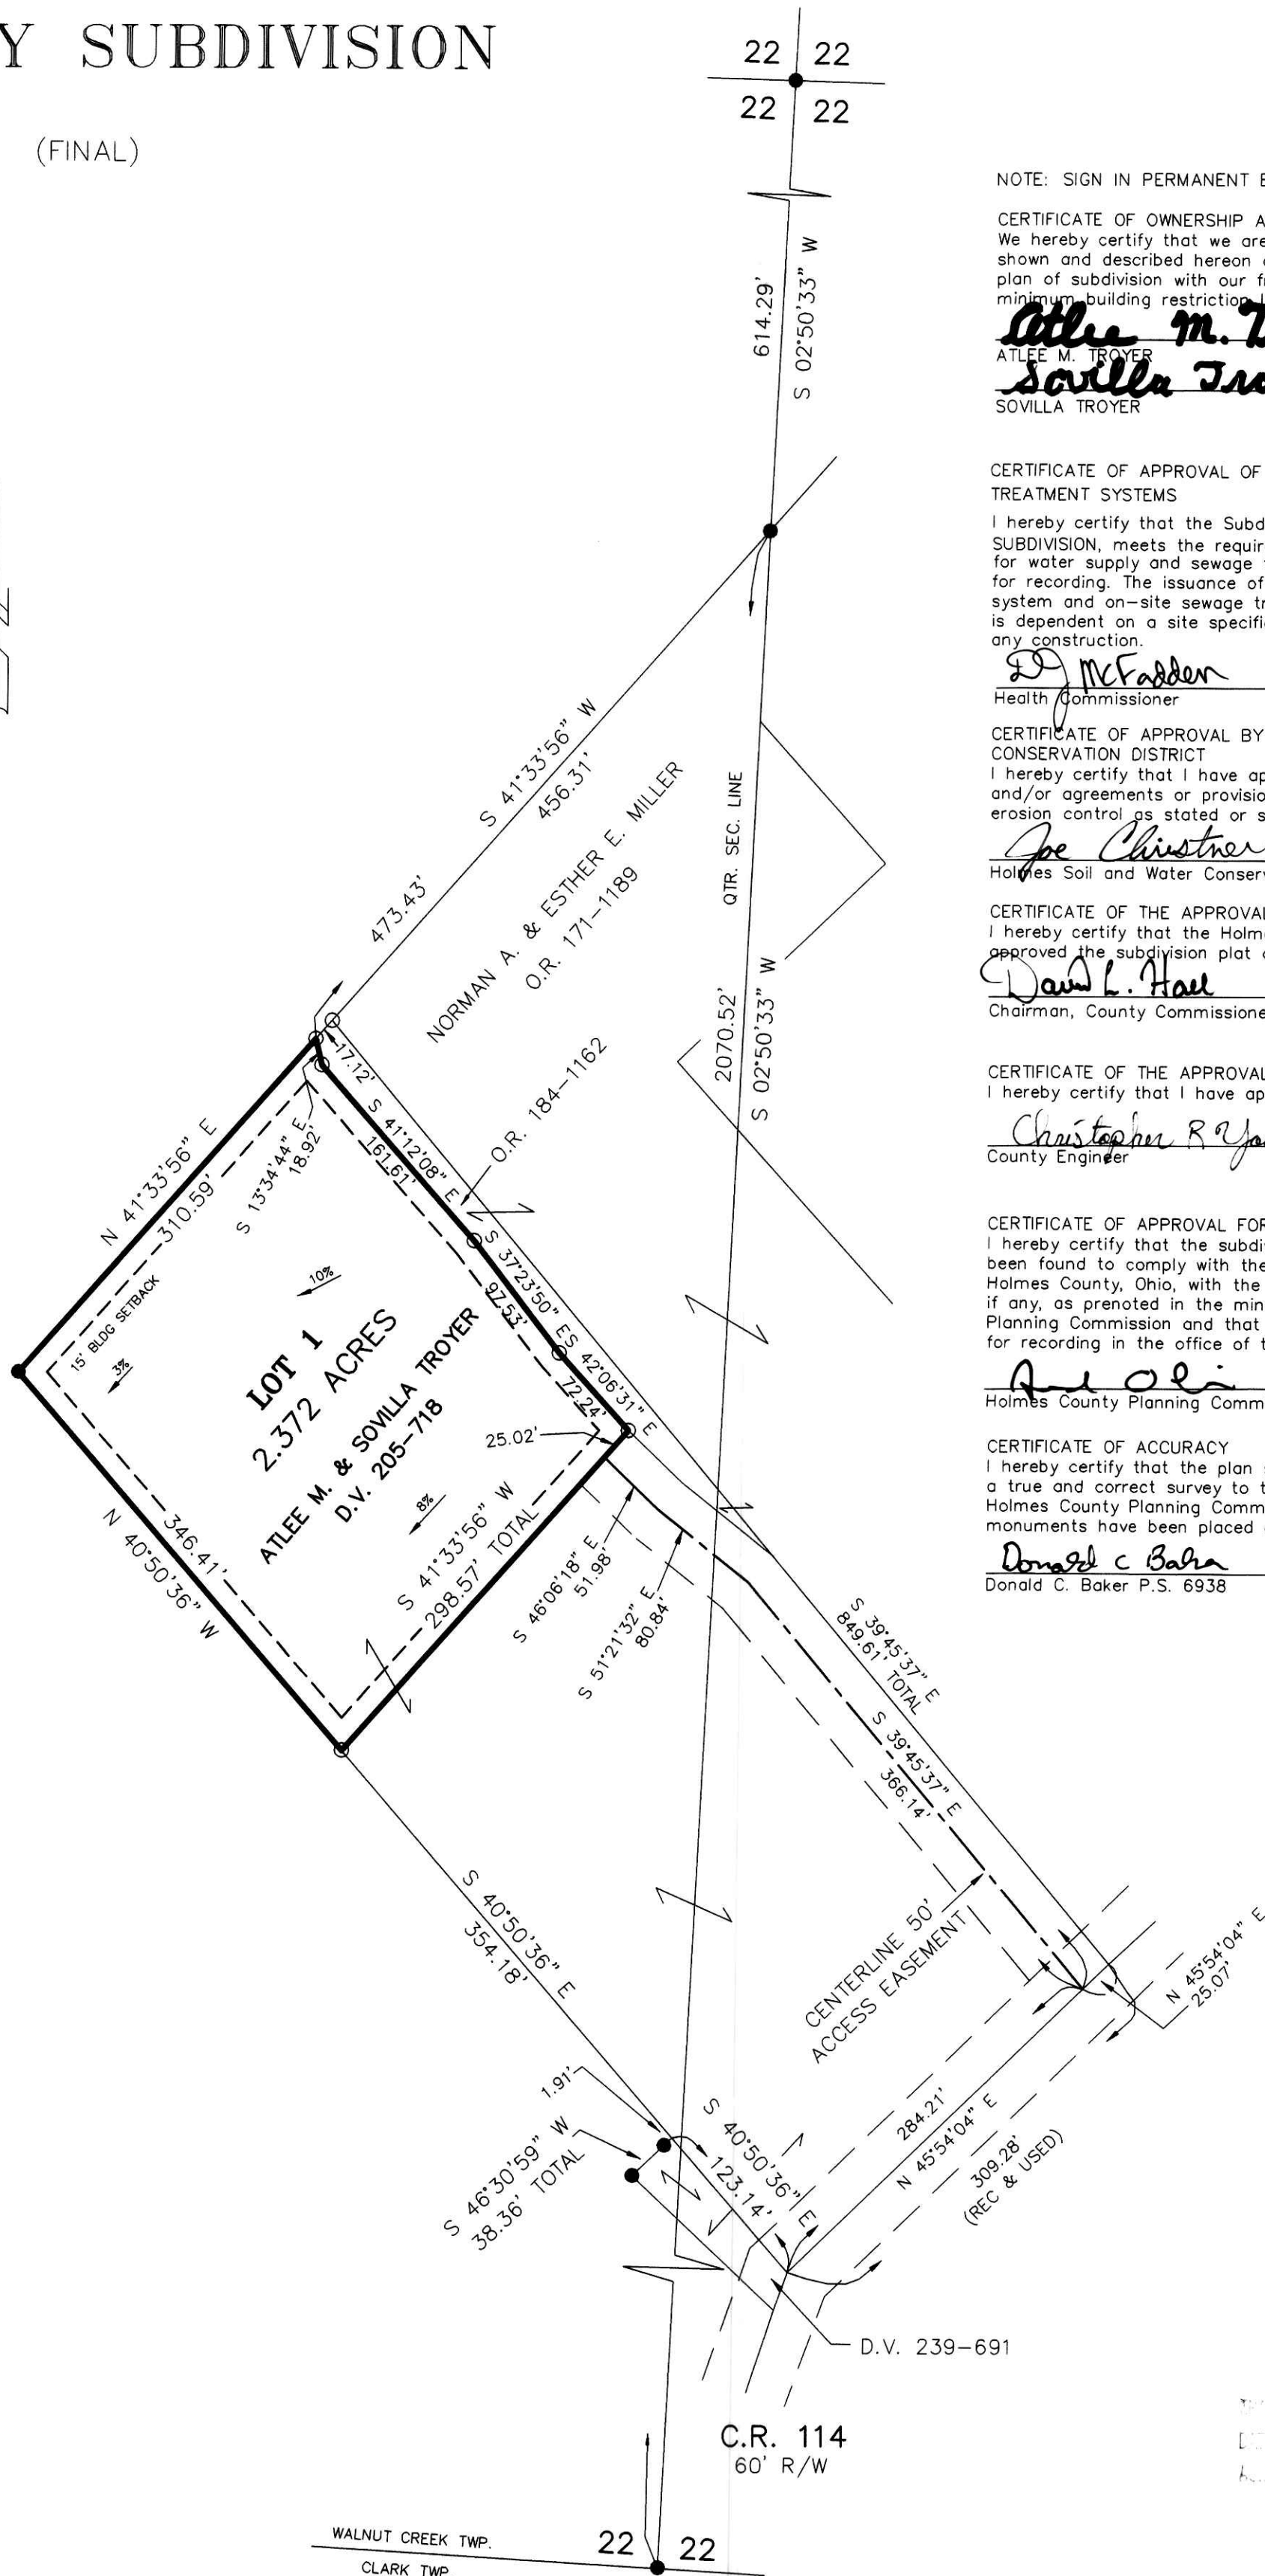 Y SUBDIVISION
(FINAL)
22 22
22 22
614.29'
S 02°50'33" W
S 41°33'56" W
456.31'
473.43'
NORMAN A. & ESTHER E. MILLER
O.R. 171-1189
QTR. SEC. LINE
2070.52'
S 02°50'33" W
17.12'
O.R. 184-1162
N 41°33'56" E
310.59'
S 13°34'44" E
18.92'
S 41°12'08" E
161.61'
S 37°23'50" E
97.53'
S 42°06'31" E
72.24'
15' BLDG SETBACK
10%
3%
8%
LOT 1
2.372 ACRES
ATLEE M. & SOVILLA TROYER
D.V. 205-718
25.02'
N 40°50'36" W
346.41'
S 41°33'56" W
298.57' TOTAL
S 46°06'18" E
51.98'
S 51°21'32" E
80.84'
S 39°45'37" E
849.61' TOTAL
S 39°45'37" E
366.14'
S 40°50'36" E
354.18'
CENTERLINE 50'
ACCESS EASEMENT
N 45°54'04" E
25.07'
1.91'
S 46°30'59" W
38.36' TOTAL
S 40°50'36" E
123.14'
284.21'
N 45°54'04" E
309.28'
(REC & USED)
D.V. 239-691
C.R. 114
60' R/W
WALNUT CREEK TWP.
CLARK TWP
22 22
NOTE: SIGN IN PERMANENT
CERTIFICATE OF OWNERSHIP
We hereby certify that we are
shown and described hereon
plan of subdivision with our
minimum building restriction
Atlee M.
ATLEE M. TROYER
Sovilla
SOVILLA TROYER
CERTIFICATE OF APPROVAL OF
TREATMENT SYSTEMS
I hereby certify that the
SUBDIVISION, meets the
for water supply and sewage
for recording. The issuance of
system and on-site sewage
is dependent on a site
any construction.
DJ McFadden
Health Commissioner
CERTIFICATE OF APPROVAL BY
CONSERVATION DISTRICT
I hereby certify that I have
and/or agreements or
erosion control as stated or
Joe Christner
Holmes Soil and Water
CERTIFICATE OF THE APPROVAL
I hereby certify that the
approved the subdivision plat
David L. Hall
Chairman, County
CERTIFICATE OF THE APPROVAL
I hereby certify that I have
Christopher R
County Engineer
CERTIFICATE OF APPROVAL FOR
I hereby certify that the
been found to comply with the
Holmes County, Ohio, with the
if any, as prenoted in the
Planning Commission and that
for recording in the office of
Holmes County Planning
CERTIFICATE OF ACCURACY
I hereby certify that the plan
a true and correct survey to
Holmes County Planning
monuments have been placed
Donald C Baker
Donald C. Baker P.S. 6938